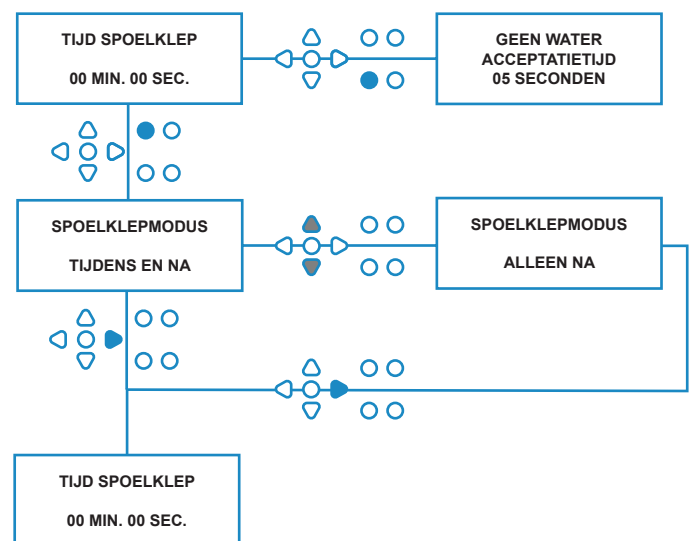 TIJD SPOELKLEP
00 MIN. 00 SEC.
GEEN WATER
ACCEPTATIETIJD
05 SECONDEN
SPOELKLEPMODUS
TIJDENS EN NA
SPOELKLEPMODUS
ALLEEN NA
TIJD SPOELKLEP
00 MIN. 00 SEC.